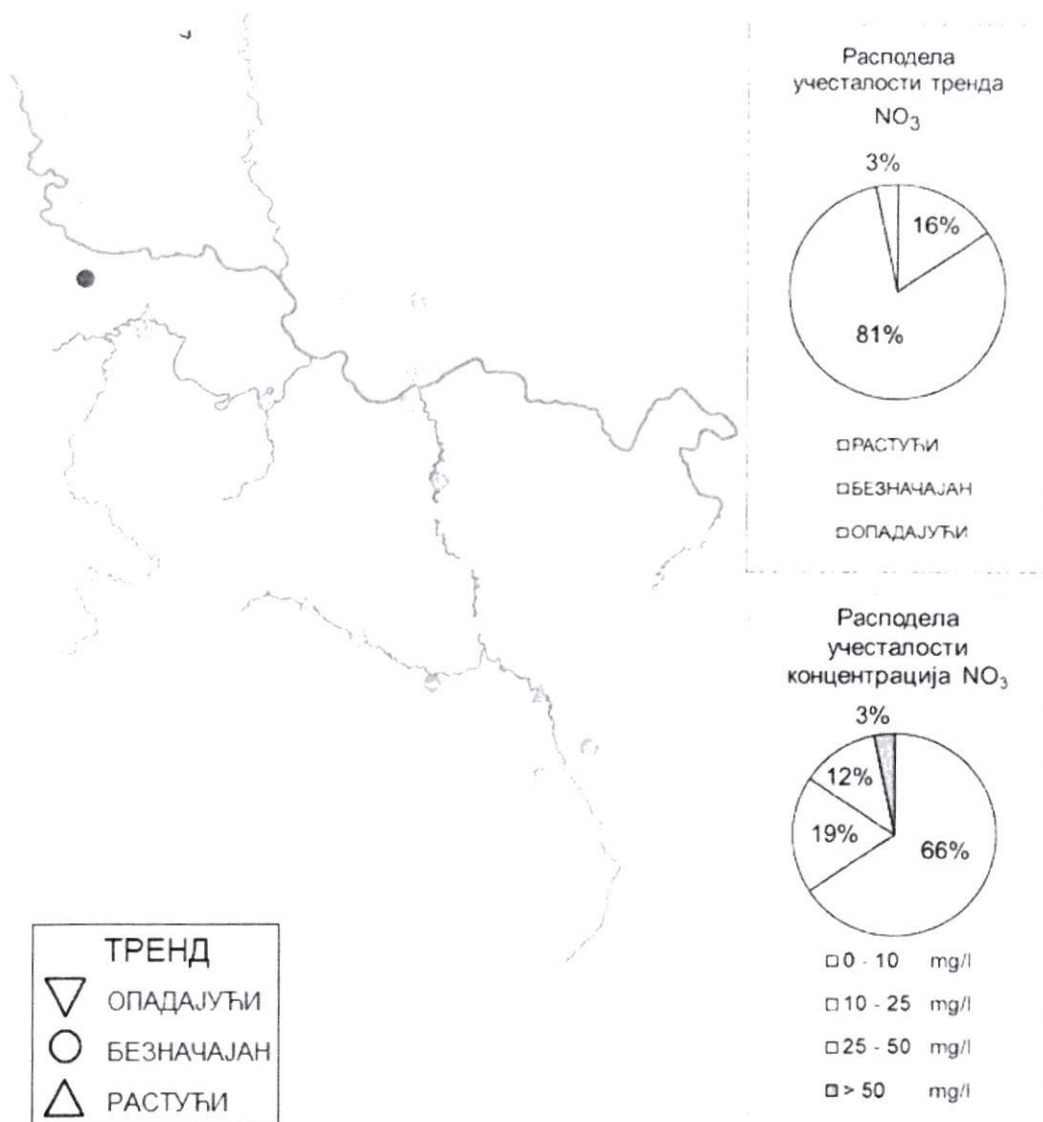 Расподела
учесталости тренда
NO₃
3%
16%
81%
РАСТУЋИ
БЕЗНАЧАЈАН
ОПАДАЈУЋИ
Расподела
учесталости
концентрација NO₃
3%
12%
19%
66%
0 - 10 mg/l
10 - 25 mg/l
25 - 50 mg/l
> 50 mg/l
ТРЕНД
ОПАДАЈУЋИ
БЕЗНАЧАЈАН
РАСТУЋИ